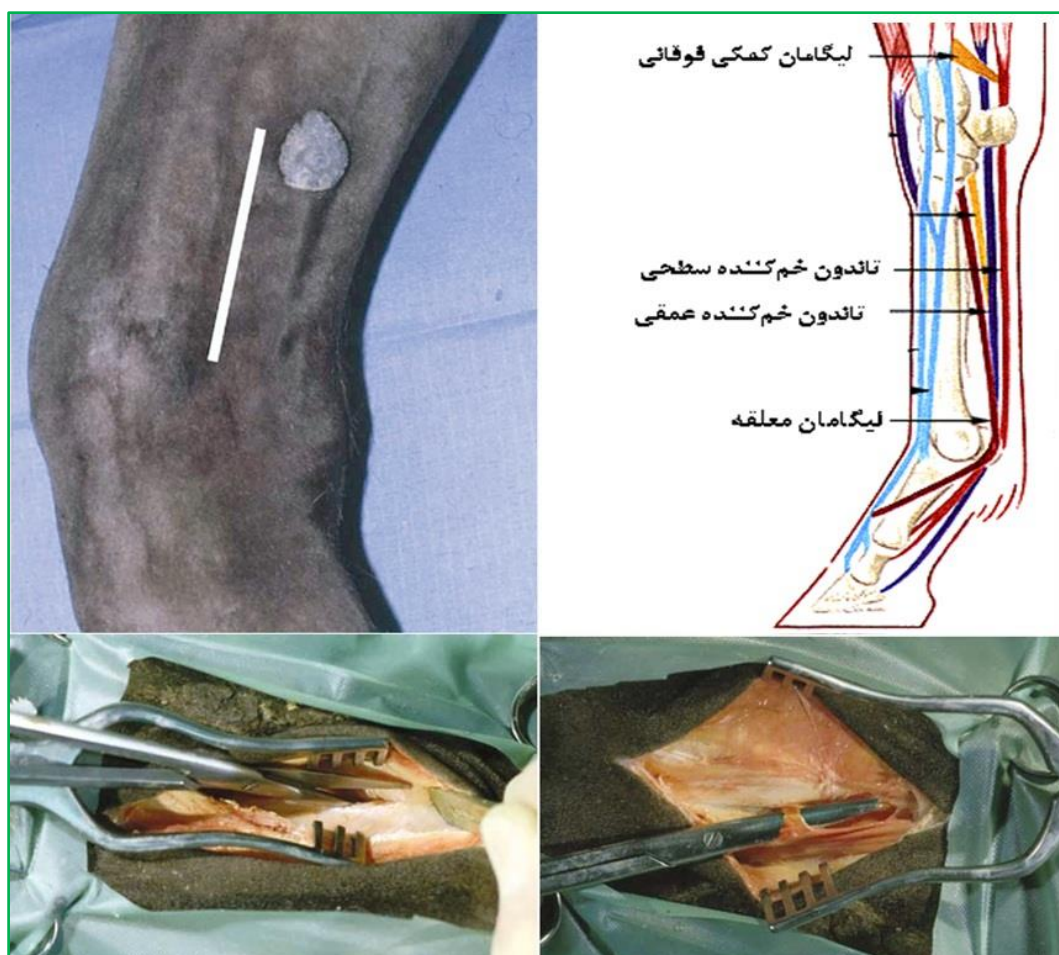 لیگامان کمکی فوقانی
تاندون خم‌کننده سطحی
تاندون خم‌کننده عمقی
لیگامان معلقه